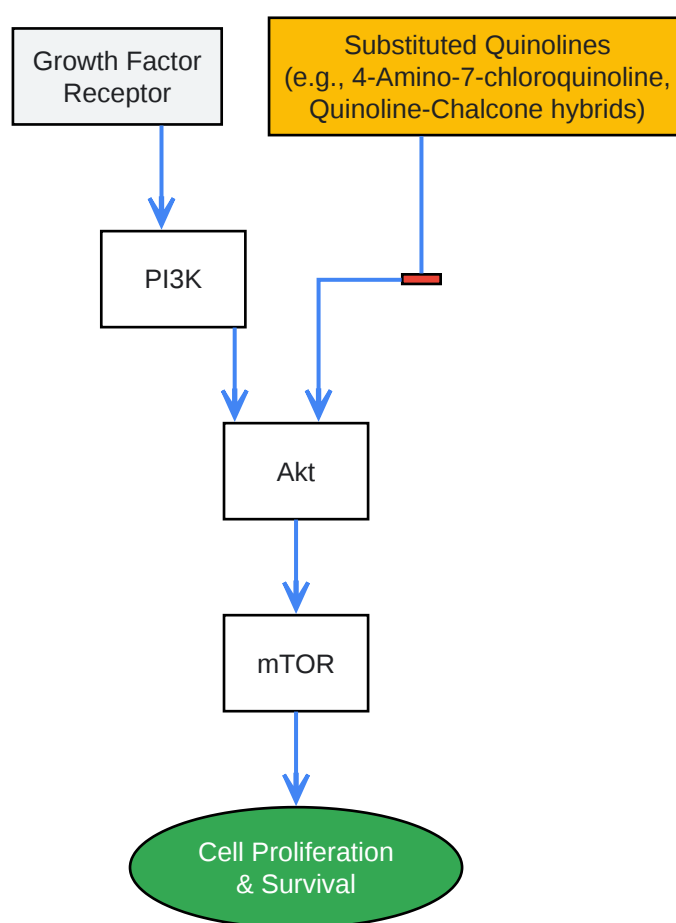 Growth Factor
Receptor
Substituted Quinolines
(e.g., 4-Amino-7-chloroquinoline,
Quinoline-Chalcone hybrids)
PI3K
Akt
mTOR
Cell Proliferation
& Survival